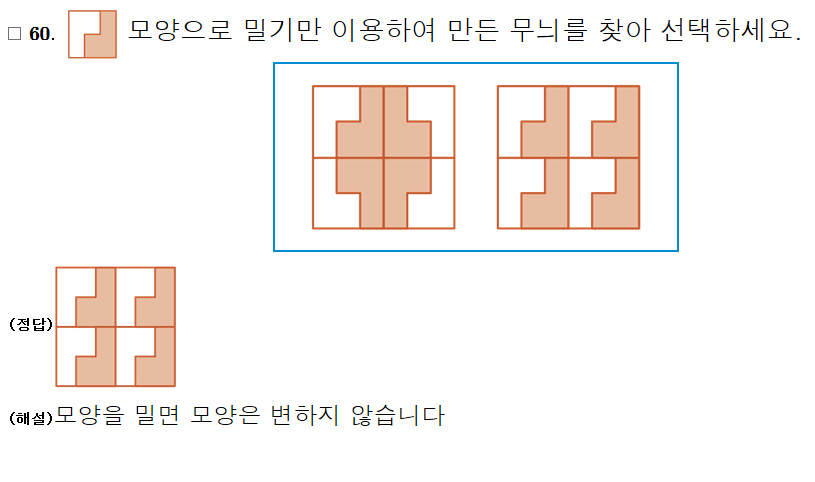 60. 모양으로 밀기만 이용하여 만든 무늬를 찾아 선택하세요.
(정답)
(해설)모양을 밀면 모양은 변하지 않습니다